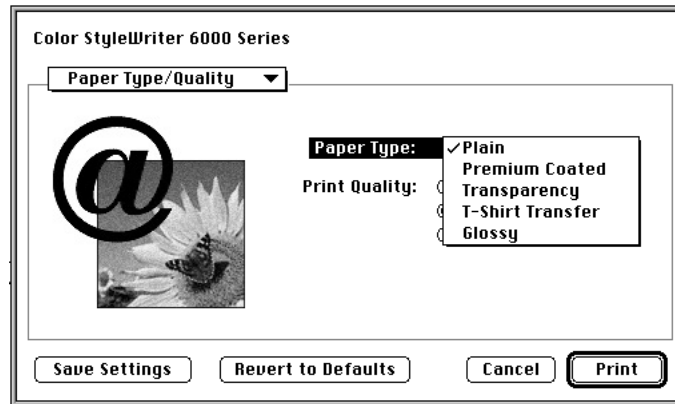 Color StyleWriter 6000 Series
Paper Type/Quality
@
Paper Type:
✓Plain
Premium Coated
Print Quality:
Transparency
T-Shirt Transfer
Glossy
Save Settings
Revert to Defaults
Cancel
Print